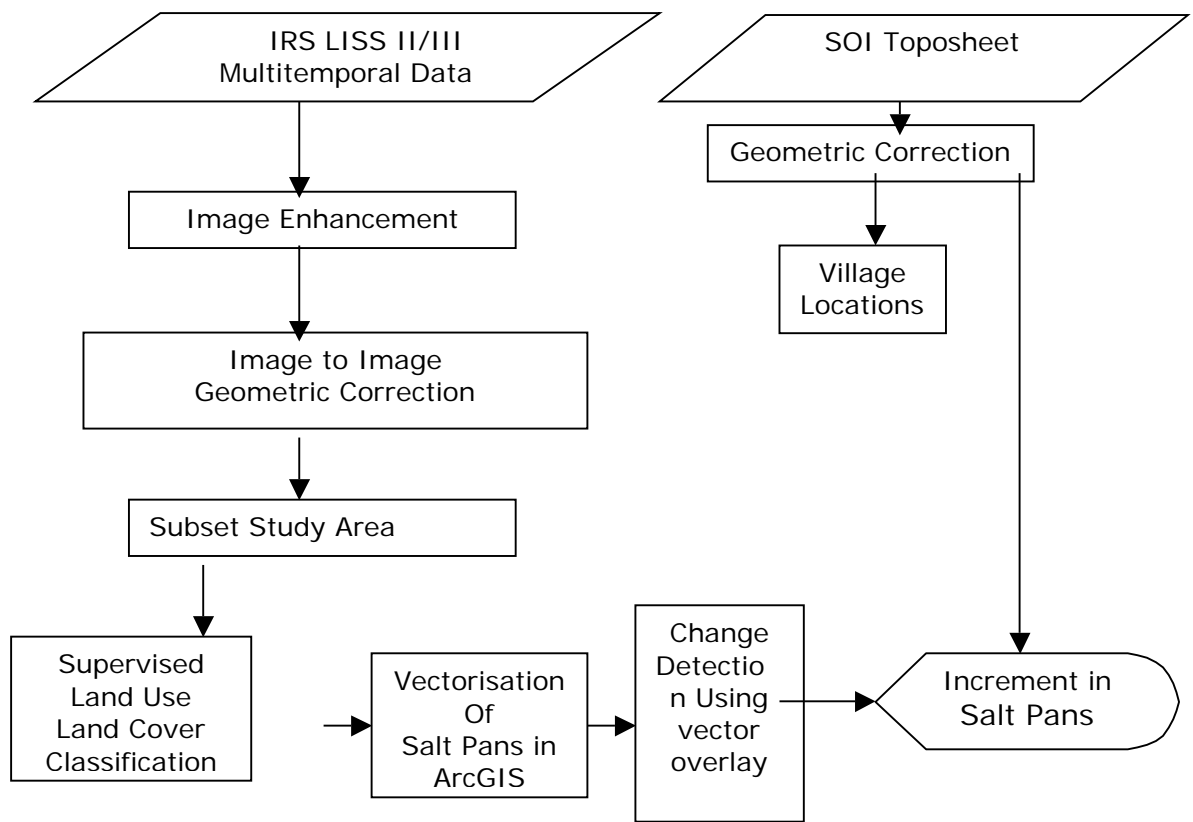 IRS LISS II/III
Multitemporal Data
SOI Toposheet
Geometric Correction
Image Enhancement
Village
Locations
Image to Image
Geometric Correction
Subset Study Area
Supervised
Land Use
Land Cover
Classification
Vectorisation
Of
Salt Pans in
ArcGIS
Change
Detectio
n Using
vector
overlay
Increment in
Salt Pans